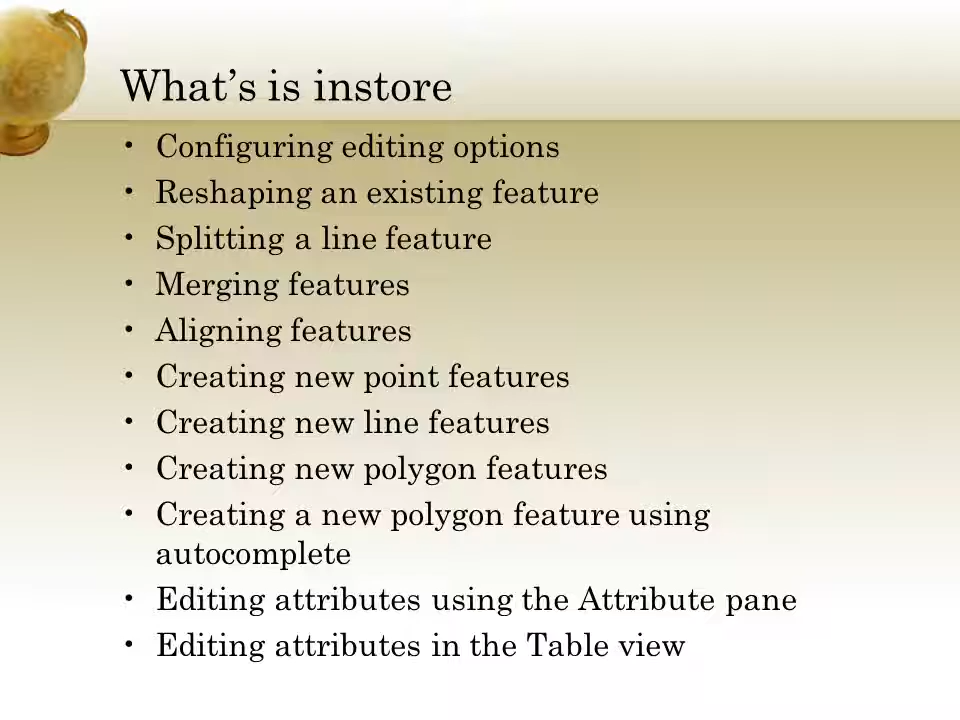 What’s is instore
• Configuring editing options
• Reshaping an existing feature
• Splitting a line feature
• Merging features
• Aligning features
• Creating new point features
• Creating new line features
• Creating new polygon features
• Creating a new polygon feature using
autocomplete
• Editing attributes using the Attribute pane
• Editing attributes in the Table view